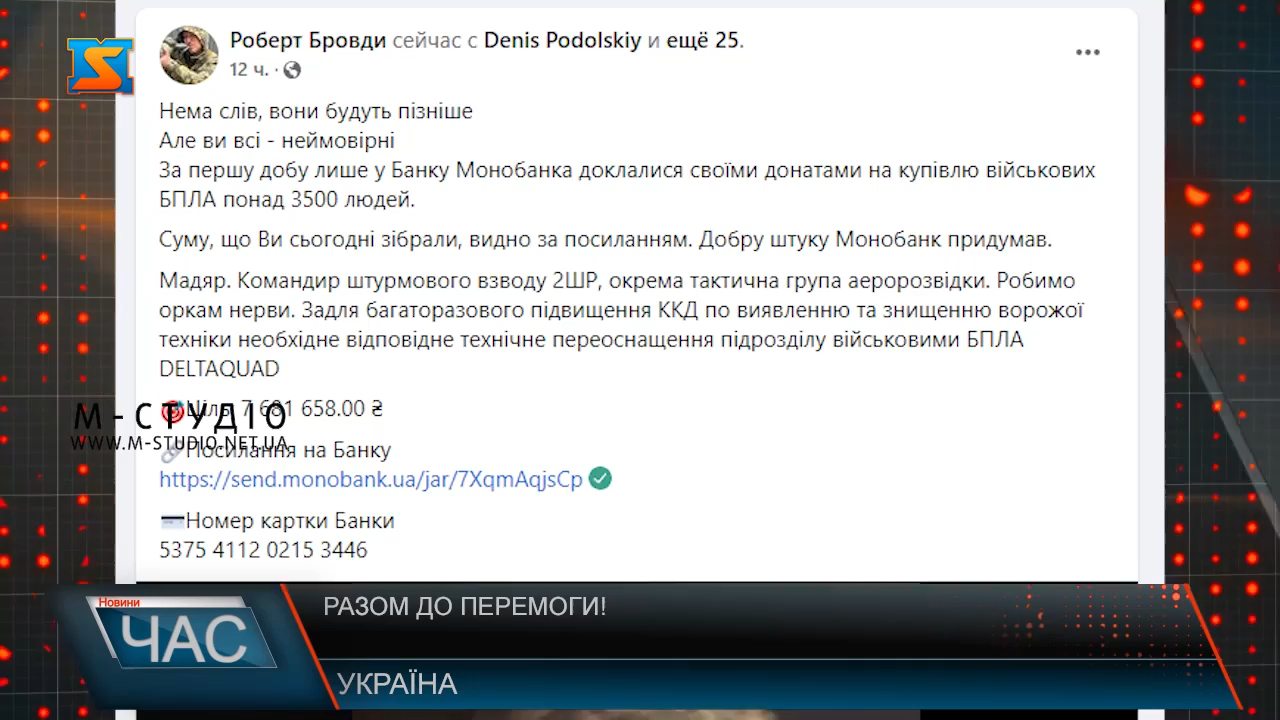 Роберт Бровди сейчас с Denis Podolskiy и ещё 25.
12 ч.
Нема слів, вони будуть пізніше
Але ви всі - неймовірні
За першу добу лише у Банку Монобанка доклалися своїми донатами на купівлю військових
БПЛА понад 3500 людей.
Суму, що Ви сьогодні зібрали, видно за посиланням. Добру штуку Монобанк придумав.
Мадяр. Командир штурмового взводу 2ШР, окрема тактична група аеророзвідки. Робимо
оркам нерви. Задля багаторазового підвищення ККД по виявленню та знищенню ворожої
техніки необхідне відповідне технічне переоснащення підрозділу військовими БПЛА
DELTAQUAD
Ціль: 7 681 658.00 ₴
М-СТУДІО
WWW.M-STUDIO.NET.UA
Посилання на Банку
https://send.monobank.ua/jar/7XqmAqjsCp
Номер картки Банки
5375 4112 0215 3446
Новини
ЧАС
РАЗОМ ДО ПЕРЕМОГИ!
УКРАЇНА